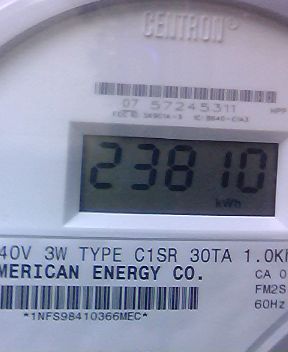 CENTRON®
07 57245311
23810
kWh
40V 3W TYPE C1SR 30TA 1.0K
MERICAN ENERGY CO.
CA 0
FM2S
60Hz
*1NFS98410366MEC*